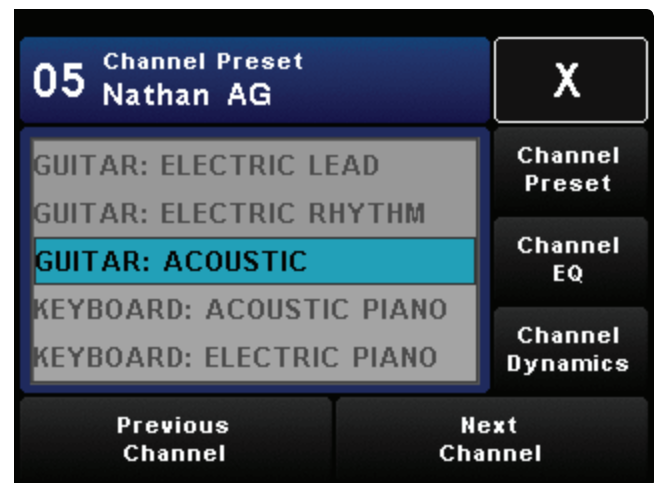 05 Channel Preset
Nathan AG
X
GUITAR: ELECTRIC LEAD
GUITAR: ELECTRIC RHYTHM
GUITAR: ACOUSTIC
KEYBOARD: ACOUSTIC PIANO
KEYBOARD: ELECTRIC PIANO
Channel
Preset
Channel
EQ
Channel
Dynamics
Previous
Channel
Next
Channel